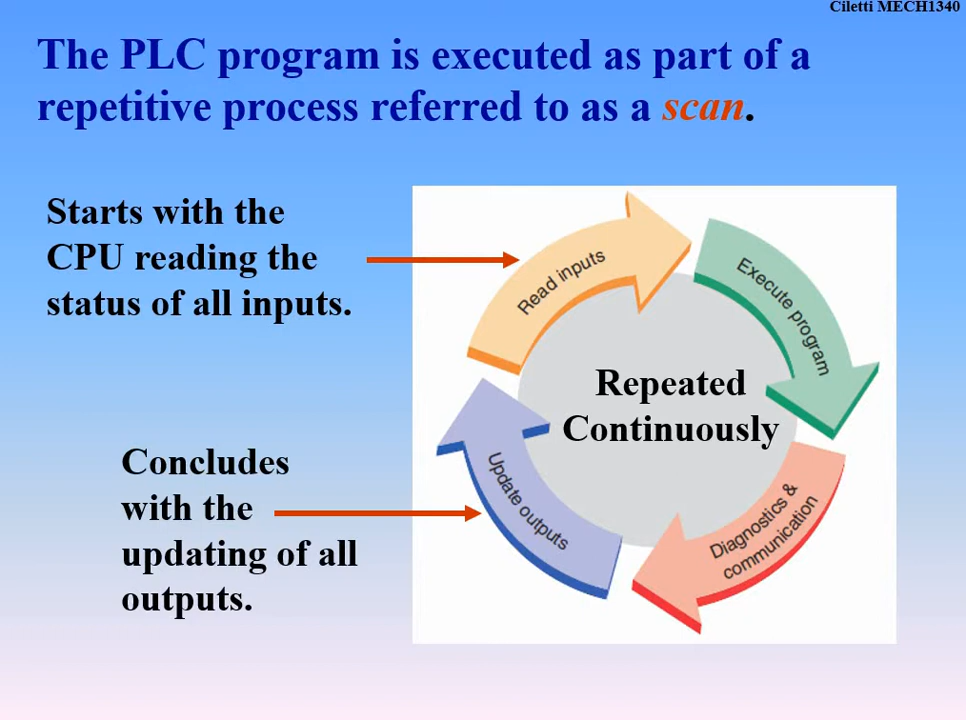 Ciletti MECH1340
The PLC program is executed as part of a
repetitive process referred to as a scan.
Starts with the
CPU reading the
status of all inputs.
Read inputs
Execute program
Repeated
Continuously
Concludes
with the
updating of all
outputs.
Update outputs
Diagnostics &
communication